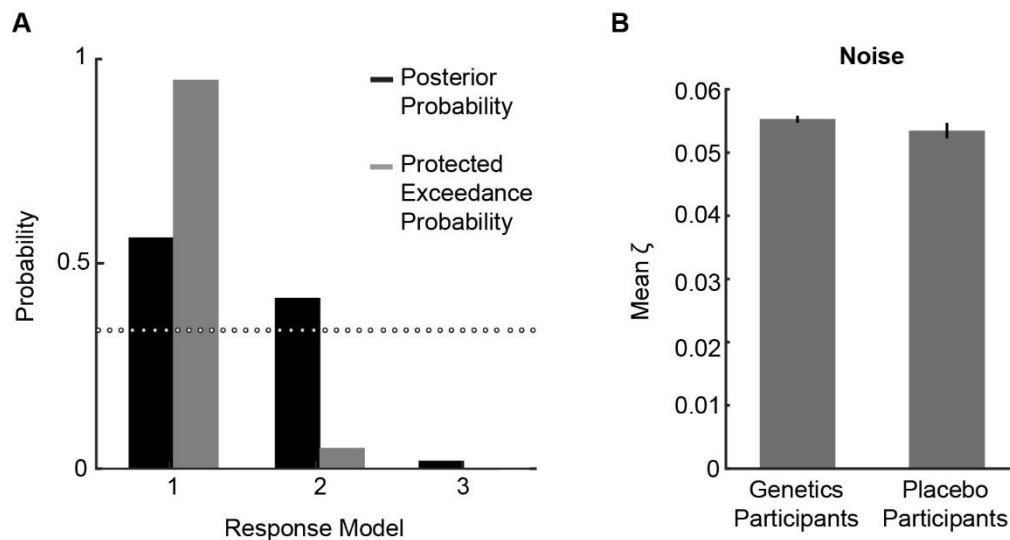 A
1
0.5
0
Probability
Posterior
Probability
Protected
Exceedance
Probability
1 2 3
Response Model
B
Noise
0.06
0.05
0.04
0.03
0.02
0.01
0
Mean ζ
Genetics
Participants
Placebo
Participants